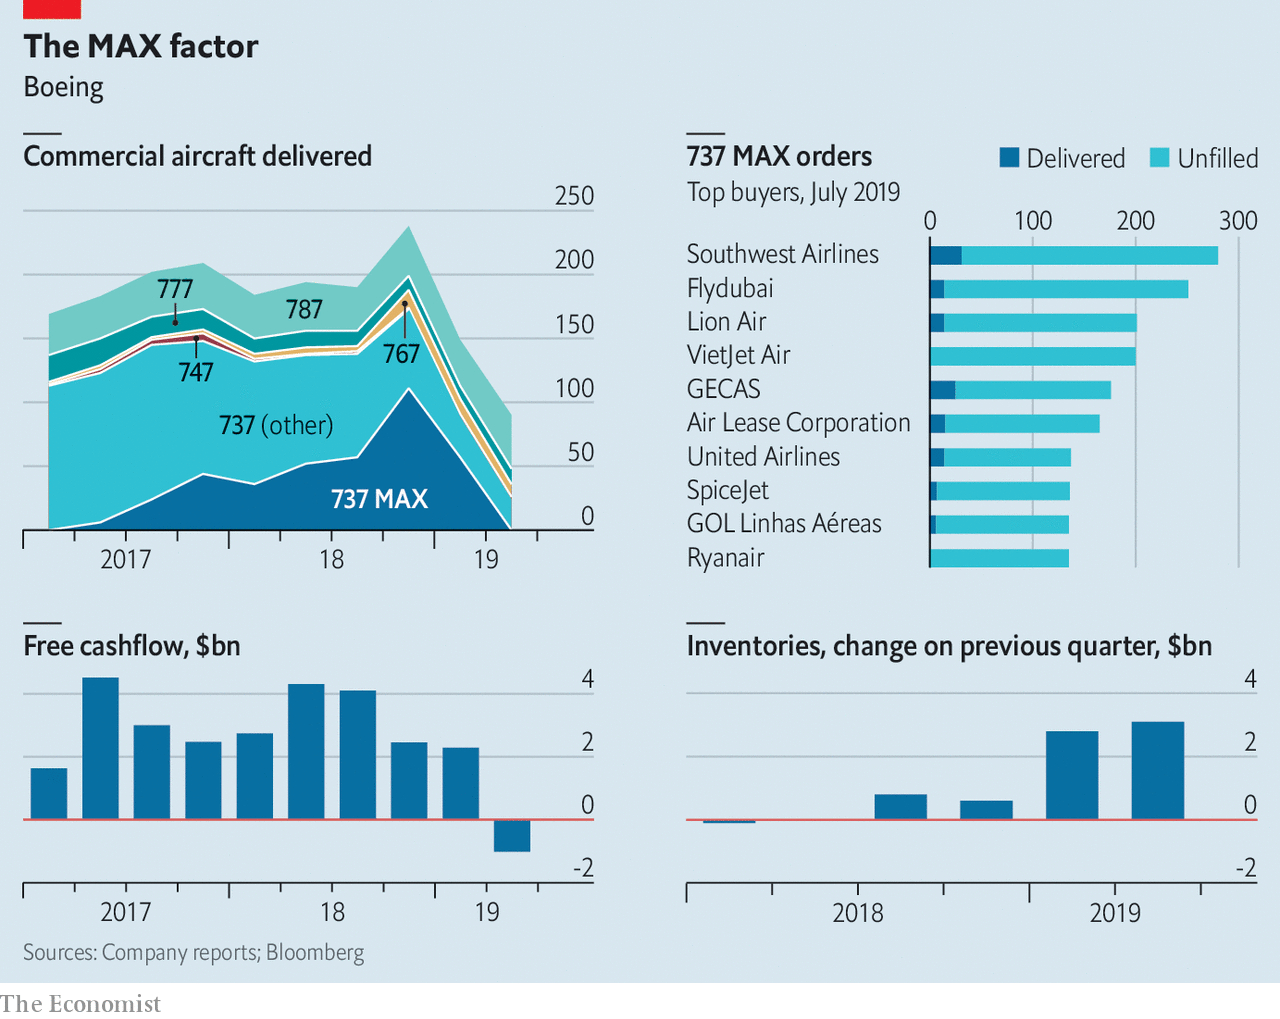 The MAX factor
Boeing
Commercial aircraft delivered
250
200
150
100
50
0
777
787
747
767
737 (other)
737 MAX
2017 18 19
737 MAX orders
Delivered Unfilled
Top buyers, July 2019
0 100 200 300
Southwest Airlines
Flydubai
Lion Air
VietJet Air
GECAS
Air Lease Corporation
United Airlines
SpiceJet
GOL Linhas Aéreas
Ryanair
Free cashflow, $bn
4
2
0
-2
2017 18 19
Inventories, change on previous quarter, $bn
4
2
0
-2
2018 2019
Sources: Company reports; Bloomberg
The Economist